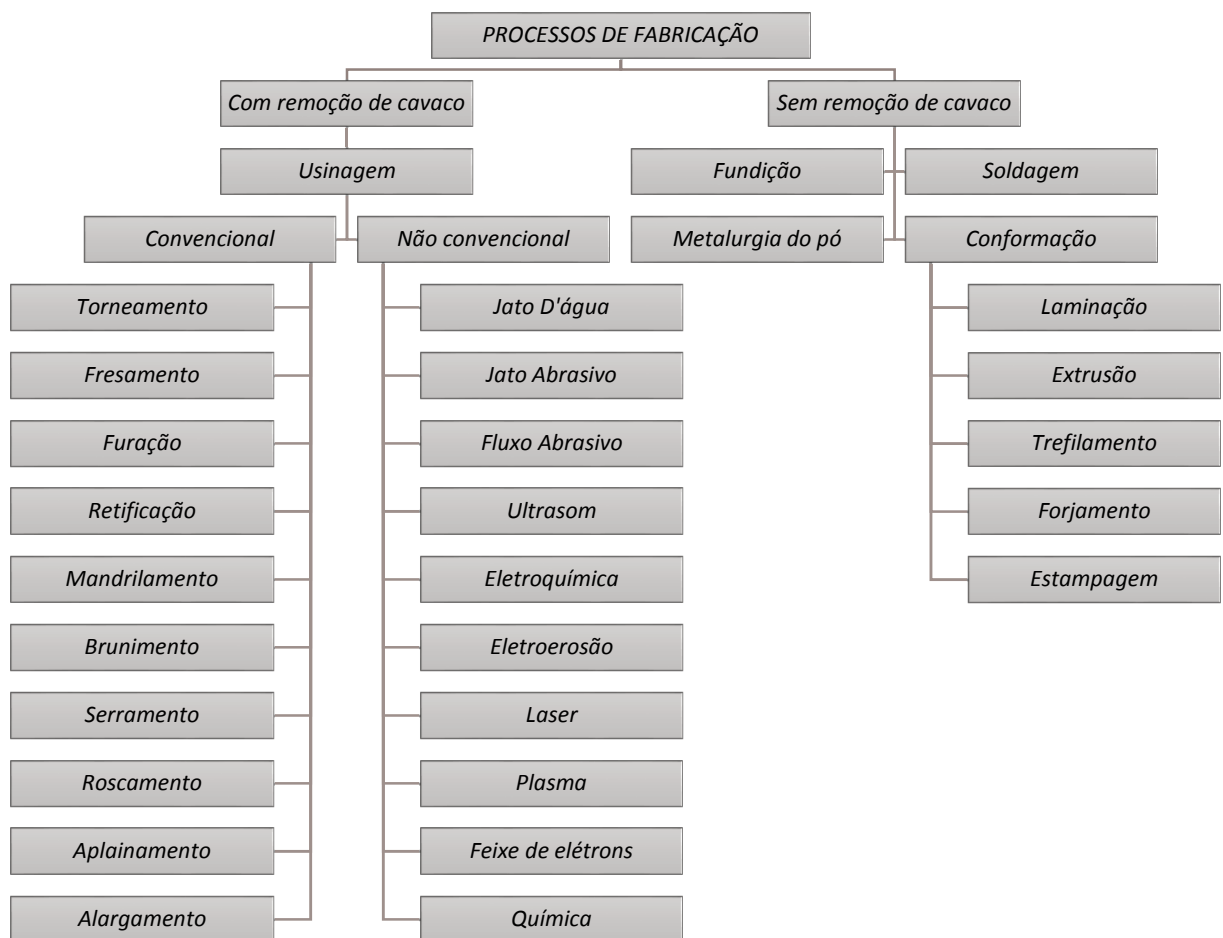 PROCESSOS DE FABRICAÇÃO
Com remoção de cavaco
Sem remoção de cavaco
Usinagem
Fundição
Soldagem
Convencional
Não convencional
Metalurgia do pó
Conformação
Torneamento
Jato D'água
Laminação
Fresamento
Jato Abrasivo
Extrusão
Furação
Fluxo Abrasivo
Trefilamento
Retificação
Ultrasom
Forjamento
Mandrilamento
Eletroquímica
Estampagem
Brunimento
Eletroerosão
Serramento
Laser
Roscamento
Plasma
Aplainamento
Feixe de elétrons
Alargamento
Química